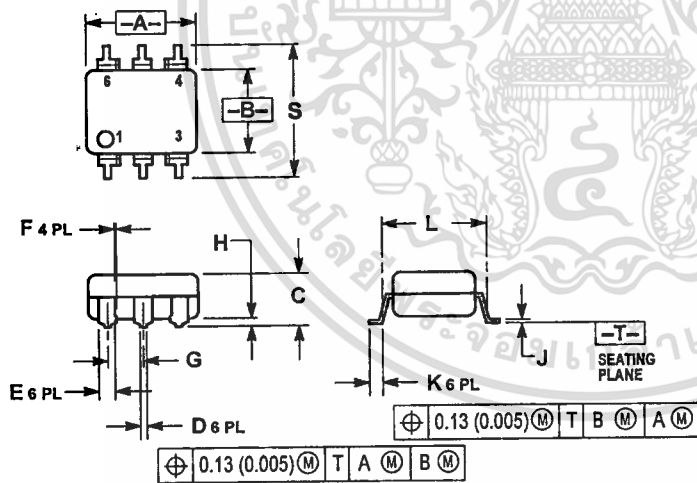 –A–
6 4
–B– S
1 3
F 4 PL
H
C
L
G
E 6 PL
D 6 PL
K 6 PL
J
–T–
SEATING
PLANE
⌖ 0.13 (0.005) Ⓜ T B Ⓜ A Ⓜ
⌖ 0.13 (0.005) Ⓜ T A Ⓜ B Ⓜ